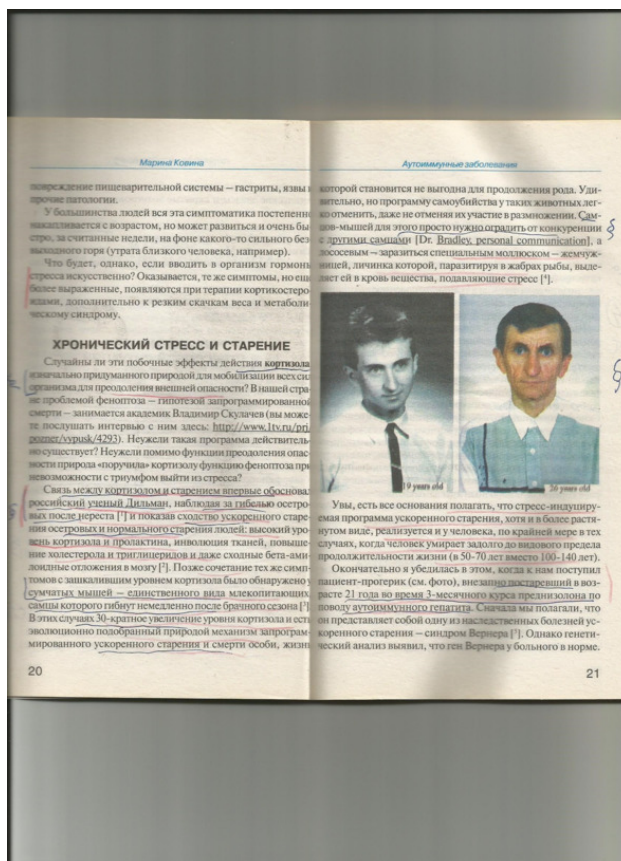 Марина Ковина
повреждение пищеварительной системы — гастриты, язвы и
прочие патологии.
У большинства людей вся эта симптоматика постепенно
накапливается с возрастом, но может развиться и очень бы-
стро, за считанные недели, на фоне какого-то сильного без-
выходного горя (утрата близкого человека, например).
Что будет, однако, если вводить в организм гормоны
стресса искусственно? Оказывается, те же симптомы, но еще
более выраженные, появляются при терапии кортикостеро-
идами, дополнительно к резким скачкам веса и метаболи-
ческому синдрому.
ХРОНИЧЕСКИЙ СТРЕСС И СТАРЕНИЕ
Случайны ли эти побочные эффекты действия кортизола,
изначально придуманного природой для мобилизации всех сил
организма для преодоления внешней опасности? В нашей стра-
не проблемой феноптоза — гипотезой запрограммированной
смерти — занимается академик Владимир Скулачев (вы може-
те послушать интервью с ним здесь: http://www.1tv.ru/prj/
pozner/vypusk/4293). Неужели такая программа действитель-
но существует? Неужели помимо функции преодоления опас-
ности природа «поручила» кортизолу функцию феноптоза при
невозможности с триумфом выйти из стресса?
Связь между кортизолом и старением впервые обосновал
российский ученый Дильман, наблюдая за гибелью осетро-
вых после нереста [1] и показав сходство ускоренного старе-
ния осетровых и нормального старения людей: высокий уро-
вень кортизола и пролактина, инволюция тканей, повыше-
ние холестерола и триглицеридов и даже сходные бета-ами-
лоидные отложения в мозгу [2]. Позже сочетание тех же симп-
томов с зашкалившим уровнем кортизола было обнаружено у
сумчатых мышей — единственного вида млекопитающих,
самцы которого гибнут немедленно после брачного сезона [3].
В этих случаях 30-кратное увеличение уровня кортизола и есть
эволюционно подобранный природой механизм запрограм-
мированного ускоренного старения и смерти особи, жизнь
20
Аутоиммунные заболевания
которой становится не выгодна для продолжения рода. Уди-
вительно, но программу самоубийства у таких животных лег-
ко отменить, даже не отменяя их участие в размножении. Сам-
цов-мышей для этого просто нужно оградить от конкуренции
с другими самцами [Dr. Bradley, personal communication], а
лососевым — заразиться специальным моллюском — жемчуж-
ницей, личинка которой, паразитируя в жабрах рыбы, выде-
ляет ей в кровь вещества, подавляющие стресс [4].
19 years old
26 years old
Увы, есть все основания полагать, что стресс-индуциру-
емая программа ускоренного старения, хотя и в более растя-
нутом виде, реализуется и у человека, по крайней мере в тех
случаях, когда человек умирает задолго до видового предела
продолжительности жизни (в 50-70 лет вместо 100-140 лет).
Окончательно я убедилась в этом, когда к нам поступил
пациент-прогерик (см. фото), внезапно постаревший в воз-
расте 21 года во время 3-месячного курса преднизолона по
поводу аутоиммунного гепатита. Сначала мы полагали, что
он представляет собой одну из наследственных болезней ус-
коренного старения — синдром Вернера [5]. Однако генети-
ческий анализ выявил, что ген Вернера у больного в норме.
21